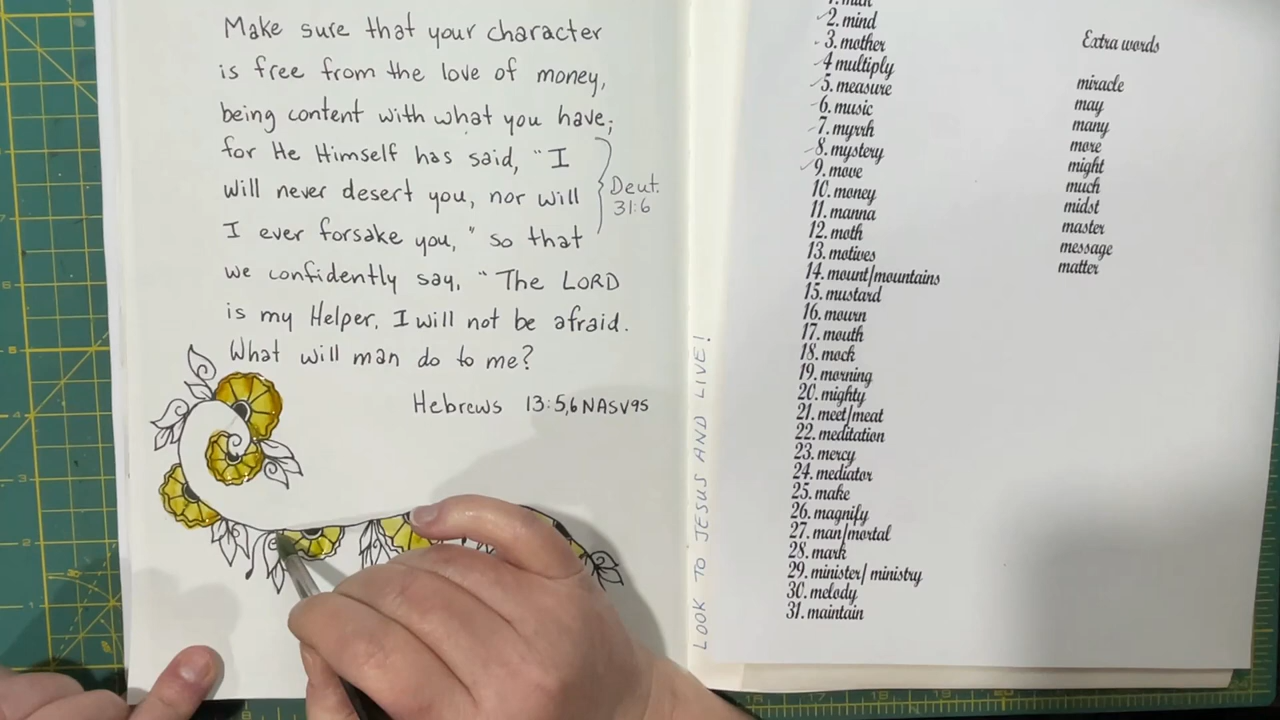 Make sure that your character
is free from the love of money,
being content with what you have;
for He Himself has said, "I
will never desert you, nor will
I ever forsake you," so that
we confidently say, "The LORD
is my Helper, I will not be afraid.
What will man do to me?
Hebrews 13:5,6 NASV95
Deut.
31:6
LOOK TO JESUS AND LIVE!
2. mind
3. mother
4 multiply
5. measure
6. music
7. myrrh
8. mystery
9. move
10. money
11. manna
12. moth
13. motives
14. mount/mountains
15. mustard
16. mourn
17. mouth
18. mock
19. morning
20. mighty
21. meet/meat
22. meditation
23. mercy
24. mediator
25. make
26. magnify
27. man/mortal
28. mark
29. minister/ ministry
30. melody
31. maintain
Extra words
miracle
may
many
more
might
much
midst
master
message
matter